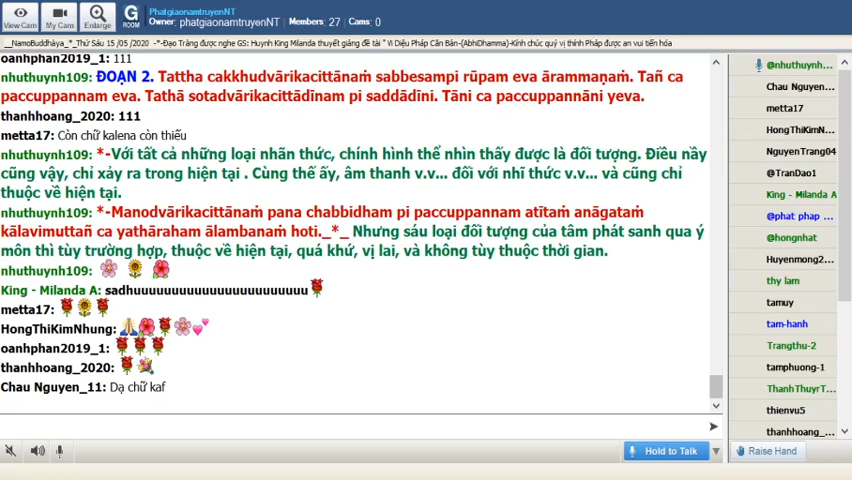 View Cam
My Cam
Enlarge
G
ROOM
PhatgiaonamtruyenNT
Owner: phatgiaonamtruyenNT Members: 27 Cams: 0
__NamoBuddhàya_*_Thứ Sáu 15 /05 /2020 -*-Đạo Tràng được nghe GS: Huynh King Milanda thuyết giảng đề tài " Vi Diệu Pháp Căn Bản-(AbhiDhamma)-Kính chúc quý vị thính Pháp được an vui tiến hóa
oanhphan2019_1: 111
nhuthuynh109: ĐOẠN 2. Tattha cakkhudvārikacittānaṃ sabbesampi rūpam eva ārammaṇaṃ. Tañ ca
paccuppannam eva. Tathā sotadvārikacittādīnam pi saddādīni. Tāni ca paccuppannāni yeva.
thanhhoang_2020: 111
metta17: Còn chữ kalena còn thiếu
nhuthuynh109: *-Với tất cả những loại nhãn thức, chính hình thể nhìn thấy được là đối tượng. Điều nầy
cũng vậy, chỉ xảy ra trong hiện tại . Cùng thế ấy, âm thanh v.v... đối với nhĩ thức v.v... và cũng chỉ
thuộc về hiện tại.
nhuthuynh109: *-Manodvārikacittānaṃ pana chabbidham pi paccuppannam atītaṃ anāgataṃ
kālavimuttañ ca yathāraham ālambanaṃ hoti._*_ Nhưng sáu loại đối tượng của tâm phát sanh qua ý
môn thì tùy trường hợp, thuộc về hiện tại, quá khứ, vị lai, và không tùy thuộc thời gian.
nhuthuynh109:
King - Milanda A: sadhuuuuuuuuuuuuuuuuuuuuuuu
metta17:
HongThiKimNhung:
oanhphan2019_1:
thanhhoang_2020:
Chau Nguyen_11: Dạ chữ kaf
@nhuthuynh...
Chau Nguyen...
metta17
HongThiKimN...
NguyenTrang04
@TranDao1
King - Milanda A
@phat phap ...
@hongnhat
Huyenmong2...
thy lam
tamuy
tam-hanh
Trangthu-2
tamphuong-1
ThanhThuyrT...
thienvu5
thanhhoang_...
Hold to Talk
Raise Hand